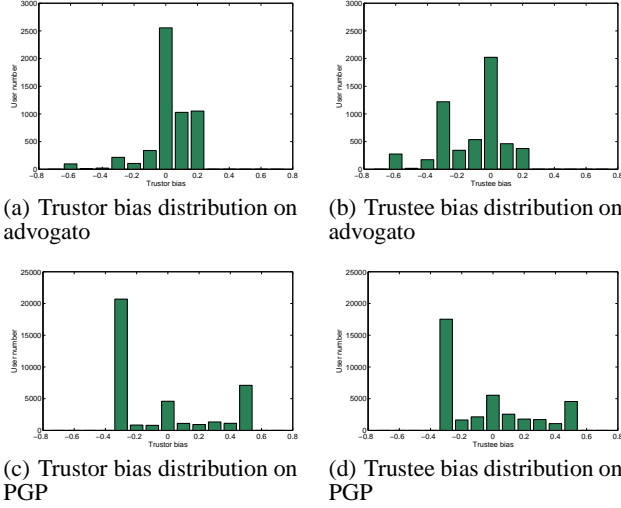 3000
2500
2000
1500
1000
500
0
User number
-0.8 -0.6 -0.4 -0.2 0 0.2 0.4 0.6 0.8
Trustor bias
3000
2500
2000
1500
1000
500
0
User number
-0.8 -0.6 -0.4 -0.2 0 0.2 0.4 0.6 0.8
Trustee bias
(a) Trustor bias distribution on
advogato
(b) Trustee bias distribution on
advogato
25000
20000
15000
10000
5000
0
User number
-0.8 -0.6 -0.4 -0.2 0 0.2 0.4 0.6 0.8
Trustor bias
25000
20000
15000
10000
5000
0
User number
-0.8 -0.6 -0.4 -0.2 0 0.2 0.4 0.6 0.8
Trustee bias
(c) Trustor bias distribution on
PGP
(d) Trustee bias distribution on
PGP